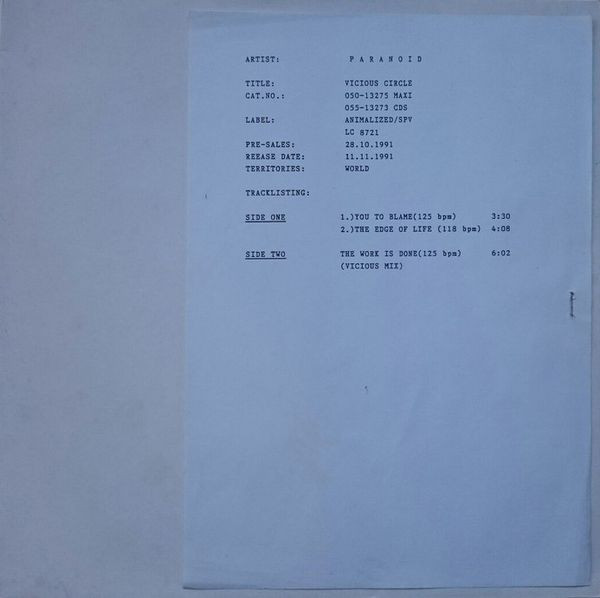 ARTIST: P A R A N O I D
TITLE: VICIOUS CIRCLE
CAT.NO.: 050-13275 MAXI
055-13273 CDS
LABEL: ANIMALIZED/SPV
LC 8721
PRE-SALES: 28.10.1991
REEASE DATE: 11.11.1991
TERRITORIES: WORLD
TRACKLISTING:
SIDE ONE 1.)YOU TO BLAME(125 bpm) 3:30
2.)THE EDGE OF LIFE (118 bpm) 4:08
SIDE TWO THE WORK IS DONE(125 bpm) 6:02
(VICIOUS MIX)